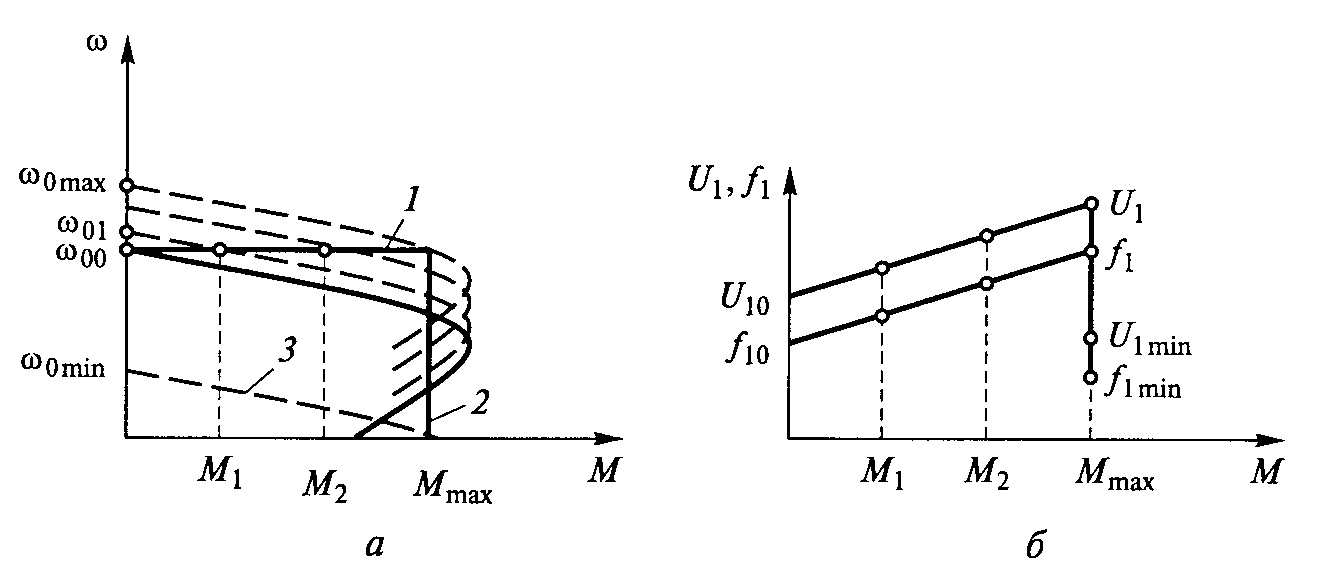 ω
ω0max
ω01
ω00
ω0min
1
3
2
M1
M2
Mmax
M
а
U1, f1
U10
f10
U1
f1
U1min
f1min
M1
M2
Mmax
M
б